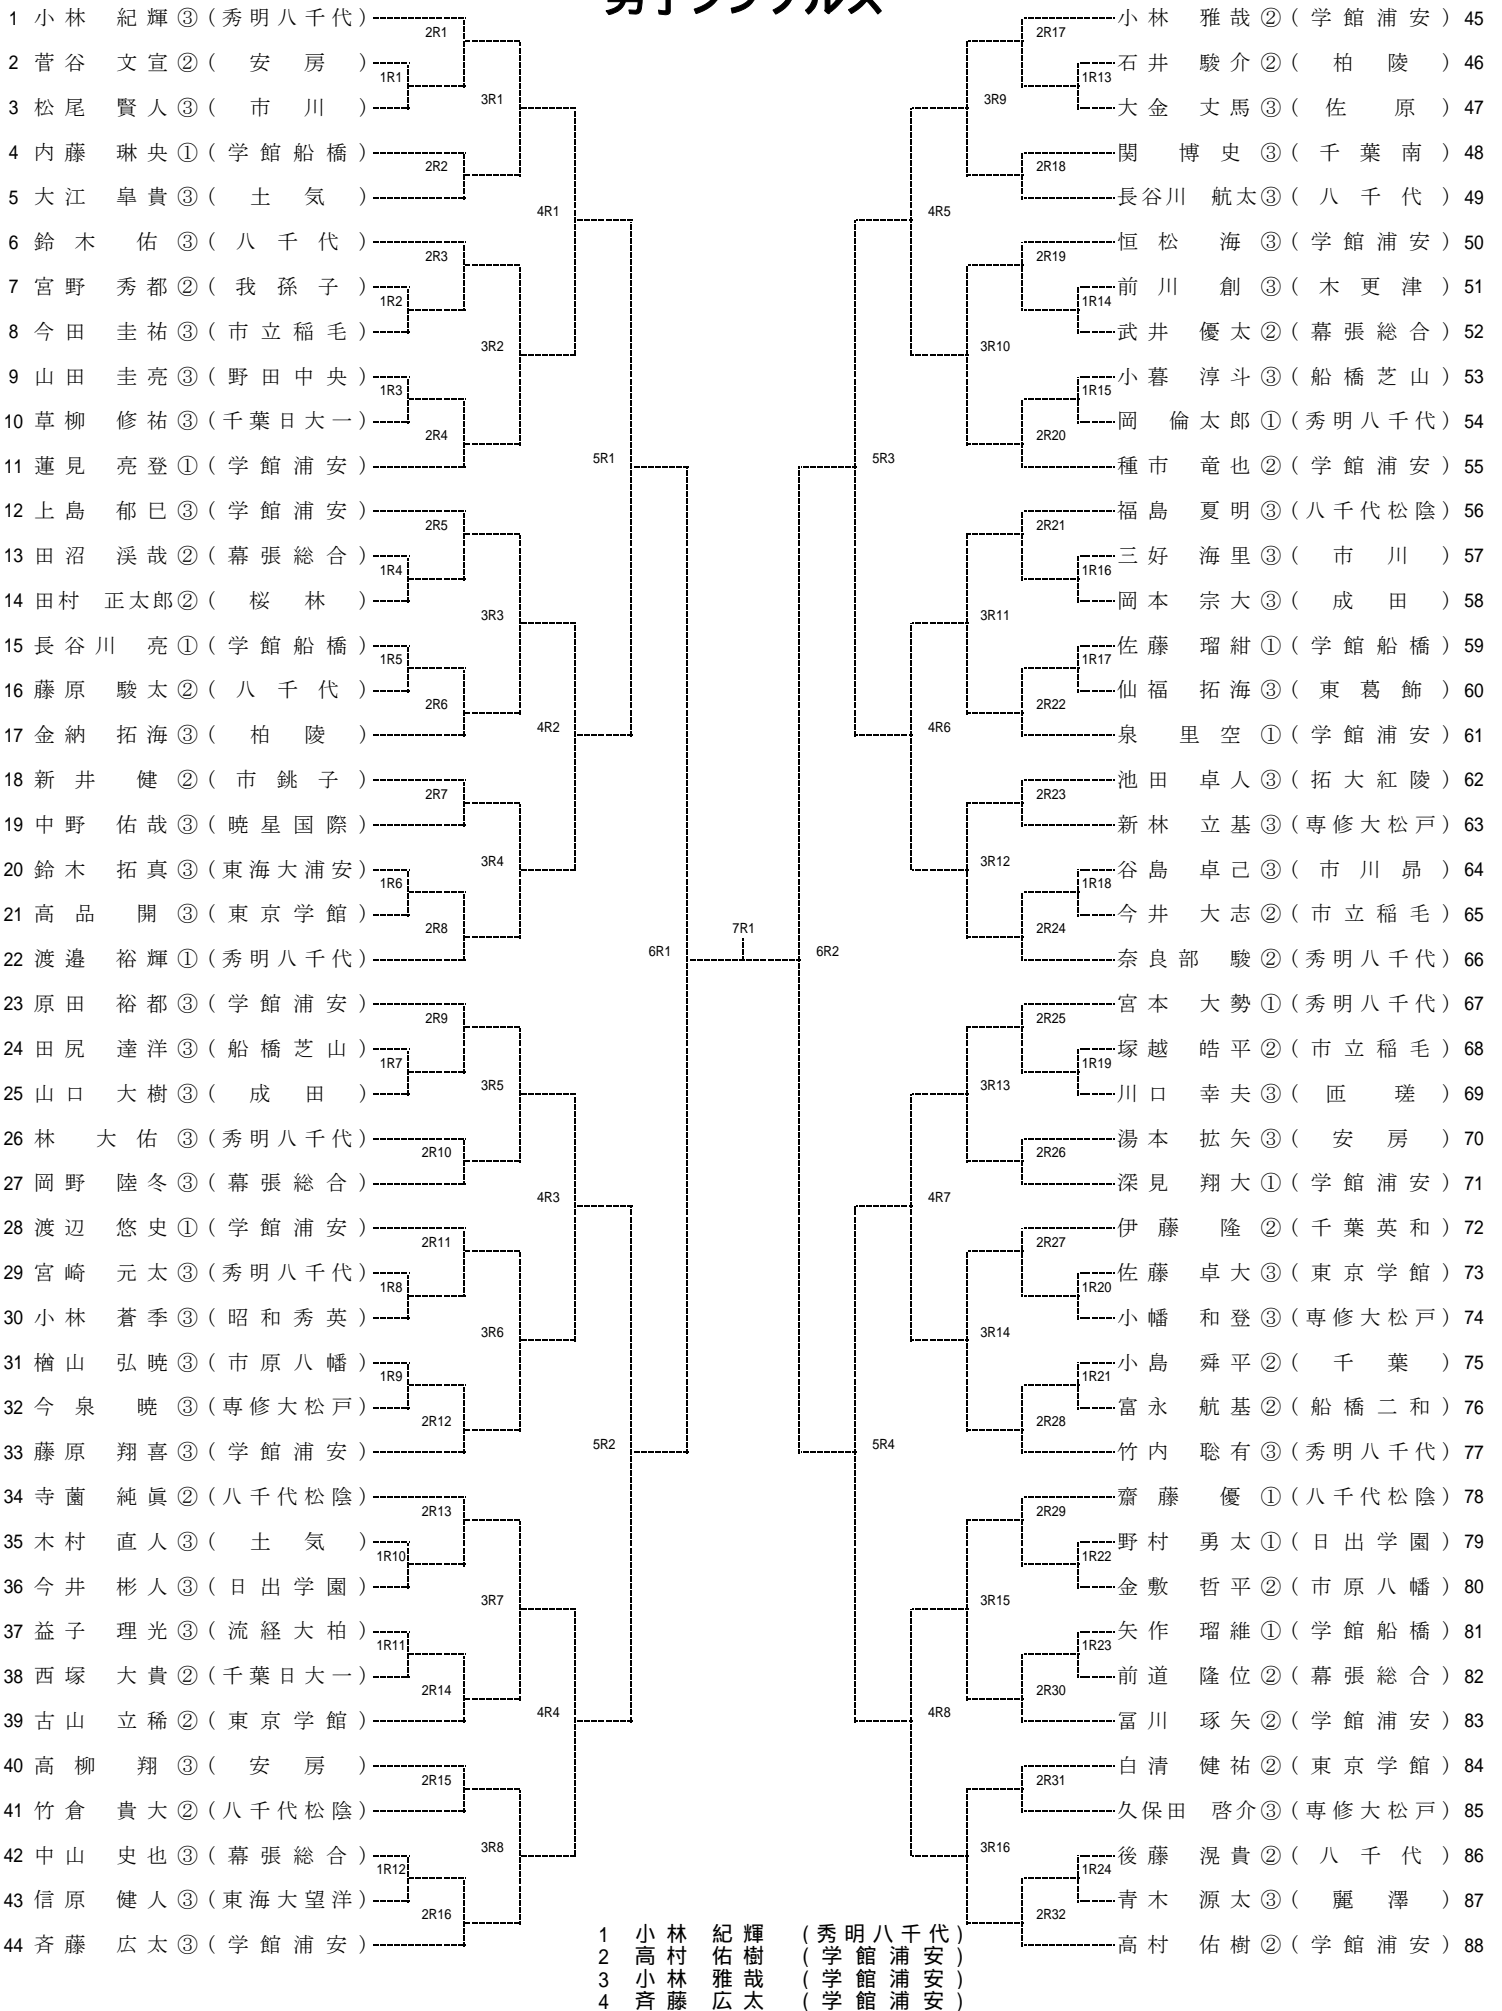 男子シングルス
1 小林 紀輝③(秀明八千代)
2 菅谷 文宣②(安房)
3 松尾 賢人③(市川)
4 内藤 琳央①(学館船橋)
5 大江 皐貴③(土気)
6 鈴木 佑③(八千代)
7 宮野 秀都②(我孫子)
8 今田 圭祐③(市立稲毛)
9 山田 圭亮③(野田中央)
10 草柳 修祐③(千葉日大一)
11 蓮見 亮登①(学館浦安)
12 上島 郁巳③(学館浦安)
13 田沼 渓哉②(幕張総合)
14 田村 正太郎②(桜林)
15 長谷川 亮①(学館船橋)
16 藤原 駿太②(八千代)
17 金納 拓海③(柏陵)
18 新井 健②(市銚子)
19 中野 佑哉③(暁星国際)
20 鈴木 拓真③(東海大浦安)
21 高品 開③(東京学館)
22 渡邉 裕輝①(秀明八千代)
23 原田 裕都③(学館浦安)
24 田尻 達洋③(船橋芝山)
25 山口 大樹③(成田)
26 林 大佑③(秀明八千代)
27 岡野 陸冬③(幕張総合)
28 渡辺 悠史①(学館浦安)
29 宮崎 元太③(秀明八千代)
30 小林 蒼季③(昭和秀英)
31 楢山 弘暁③(市原八幡)
32 今泉 暁③(専修大松戸)
33 藤原 翔喜③(学館浦安)
34 寺薗 純眞②(八千代松陰)
35 木村 直人③(土気)
36 今井 彬人③(日出学園)
37 益子 理光③(流経大柏)
38 西塚 大貴②(千葉日大一)
39 古山 立稀②(東京学館)
40 高柳 翔③(安房)
41 竹倉 貴大②(八千代松陰)
42 中山 史也③(幕張総合)
43 信原 健人③(東海大望洋)
44 斉藤 広太③(学館浦安)
2R1
1R1
3R1
2R2
4R1
2R3
1R2
3R2
1R3
2R4
5R1
2R5
1R4
3R3
1R5
2R6
4R2
2R7
3R4
1R6
2R8
6R1
2R9
1R7
3R5
2R10
4R3
2R11
1R8
3R6
1R9
2R12
5R2
2R13
1R10
3R7
1R11
2R14
4R4
2R15
3R8
1R12
2R16
7R1
2R17
1R13
3R9
2R18
4R5
2R19
1R14
3R10
1R15
2R20
5R3
2R21
1R16
3R11
1R17
2R22
4R6
2R23
3R12
1R18
2R24
6R2
2R25
1R19
3R13
2R26
4R7
2R27
1R20
3R14
1R21
2R28
5R4
2R29
1R22
3R15
1R23
2R30
4R8
2R31
3R16
1R24
2R32
小林 雅哉②(学館浦安) 45
石井 駿介②(柏陵) 46
大金 丈馬③(佐原) 47
関 博史③(千葉南) 48
長谷川 航太③(八千代) 49
恒松 海③(学館浦安) 50
前川 創③(木更津) 51
武井 優太②(幕張総合) 52
小暮 淳斗③(船橋芝山) 53
岡 倫太郎①(秀明八千代) 54
種市 竜也②(学館浦安) 55
福島 夏明③(八千代松陰) 56
三好 海里③(市川) 57
岡本 宗大③(成田) 58
佐藤 瑠紺①(学館船橋) 59
仙福 拓海③(東葛飾) 60
泉 里空①(学館浦安) 61
池田 卓人③(拓大紅陵) 62
新林 立基③(専修大松戸) 63
谷島 卓己③(市川昴) 64
今井 大志②(市立稲毛) 65
奈良部 駿②(秀明八千代) 66
宮本 大勢①(秀明八千代) 67
塚越 皓平②(市立稲毛) 68
川口 幸夫③(匝瑳) 69
湯本 拡矢③(安房) 70
深見 翔大①(学館浦安) 71
伊藤 隆②(千葉英和) 72
佐藤 卓大③(東京学館) 73
小幡 和登③(専修大松戸) 74
小島 舜平②(千葉) 75
富永 航基②(船橋二和) 76
竹内 聡有③(秀明八千代) 77
齋藤 優①(八千代松陰) 78
野村 勇太①(日出学園) 79
金敷 哲平②(市原八幡) 80
矢作 瑠維①(学館船橋) 81
前道 隆位②(幕張総合) 82
冨川 琢矢②(学館浦安) 83
白清 健祐②(東京学館) 84
久保田 啓介③(専修大松戸) 85
後藤 滉貴②(八千代) 86
青木 源太③(麗澤) 87
高村 佑樹②(学館浦安) 88
1 小林 紀輝 (秀明八千代)
2 高村 佑樹 (学館浦安)
3 小林 雅哉 (学館浦安)
4 斉藤 広太 (学館浦安)